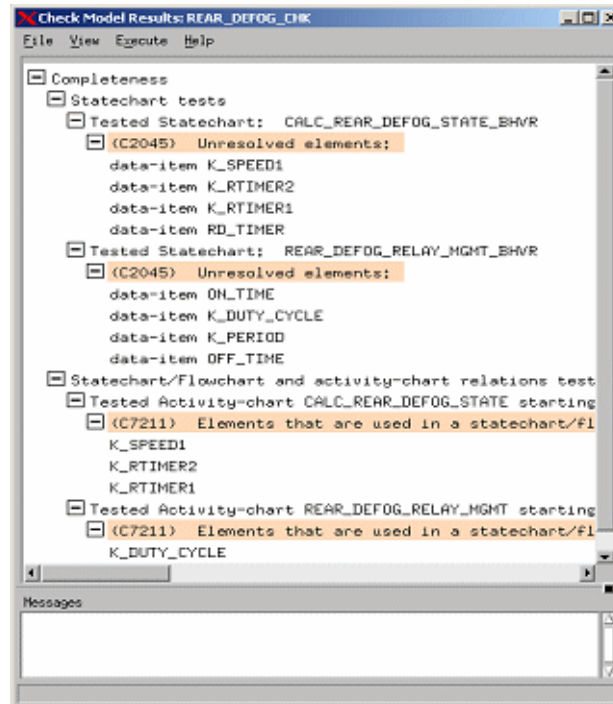 Check Model Results: REAR_DEFOG_CHK
File View Execute Help
Completeness
Statechart tests
Tested Statechart: CALC_REAR_DEFOG_STATE_BHVR
(C2045) Unresolved elements:
data-item K_SPEED1
data-item K_RTIMER2
data-item K_RTIMER1
data-item RD_TIMER
Tested Statechart: REAR_DEFOG_RELAY_MGMT_BHVR
(C2045) Unresolved elements:
data-item ON_TIME
data-item K_DUTY_CYCLE
data-item K_PERIOD
data-item OFF_TIME
Statechart/Flowchart and activity-chart relations test
Tested Activity-chart CALC_REAR_DEFOG_STATE starting
(C7211) Elements that are used in a statechart/fl
K_SPEED1
K_RTIMER2
K_RTIMER1
Tested Activity-chart REAR_DEFOG_RELAY_MGMT starting
(C7211) Elements that are used in a statechart/fl
K_DUTY_CYCLE
Messages